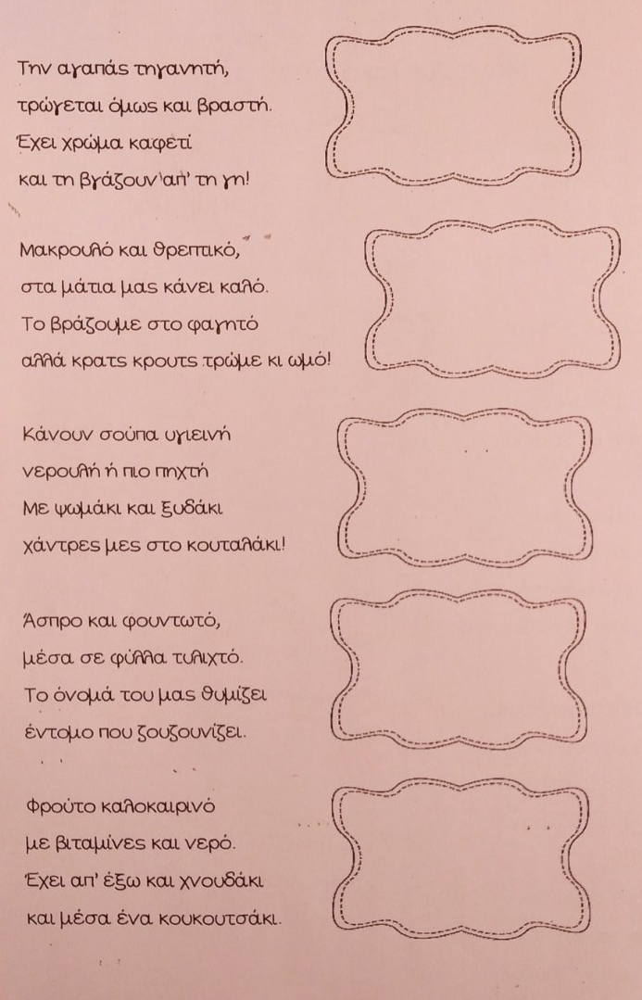 Την αγαπάς τηγανητή,
τρώγεται όμως και βραστή.
Έχει χρώμα καφετί
και τη βγάζουν απ' τη γη!
Μακρουλό και θρεπτικό,
στα μάτια μας κάνει καλό.
Το βράζουμε στο φαγητό
αλλά κρατς κρουτς τρώμε κι ωμό!
Κάνουν σούπα υγιεινή
νερουλή ή πιο πηχτή
Με ψωμάκι και ξυδάκι
χάντρες μες στο κουταλάκι!
Άσπρο και φουντωτό,
μέσα σε φύλλα τυλιχτό.
Το όνομά του μας θυμίζει
έντομο που ζουζουνίζει.
Φρούτο καλοκαιρινό
με βιταμίνες και νερό.
Έχει απ' έξω και χνουδάκι
και μέσα ένα κουκουτσάκι.